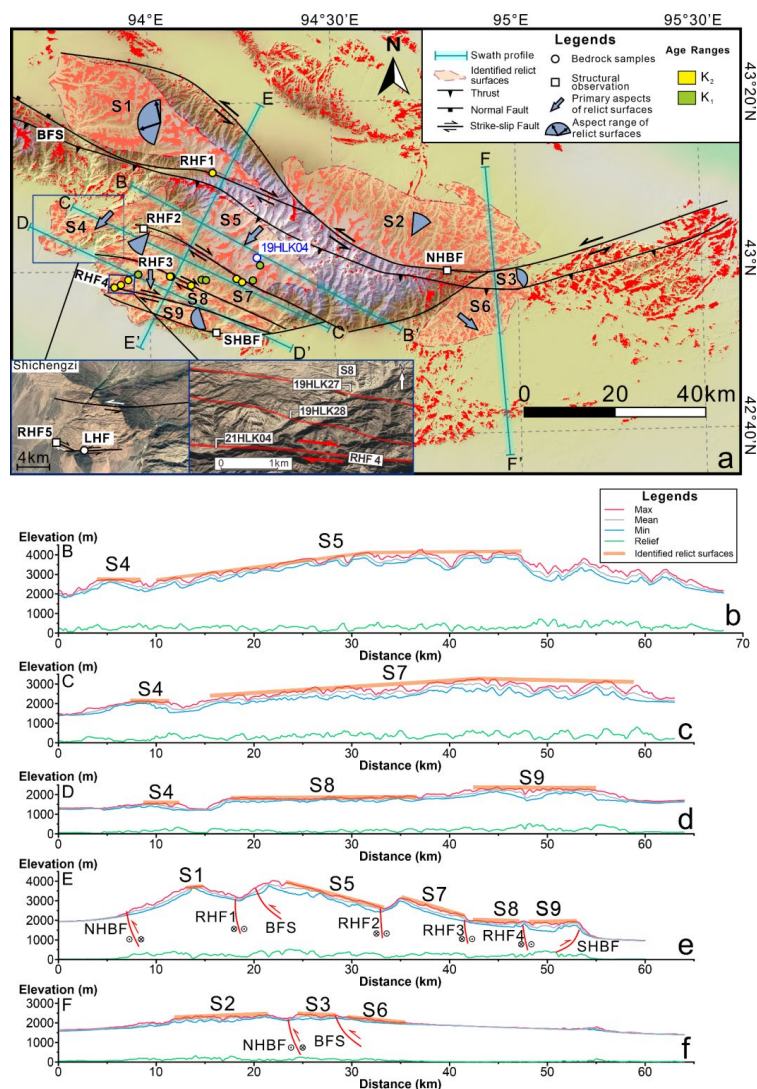 94°E
94°30'E
95°E
95°30'E
Legends
Age Ranges
Swath profile
Identified relict surfaces
Thrust
Normal Fault
Strike-slip Fault
Bedrock samples
Structural observation
Primary aspects of relict surfaces
Aspect range of relict surfaces
K₂
K₁
N
43°20'N
43°N
42°40'N
S1
E
BFS
RHF1
B
F
S2
D
C
S4
RHF2
S5
19HLK04
NHBF
RHF3
S3
RHF4
S8
S7
S6
S9
C'
B'
E'
SHBF
D'
Shichengzi
RHF5
LHF
4km
S8
19HLK27
19HLK28
21HLK04
RHF 4
0 1km
0 20 40km
F'
a
Legends
Max
Mean
Min
Relief
Identified relict surfaces
Elevation (m)
B
S4
S5
4000
3000
2000
1000
0
0 10 20 30 40 50 60 70
Distance (km)
b
Elevation (m)
C
S4
S7
3000
2000
1000
0
0 10 20 30 40 50 60
Distance (km)
c
Elevation (m)
D
S4
S8
S9
2000
1000
0
0 10 20 30 40 50 60
Distance (km)
d
Elevation (m)
E
S1
S5
S7
S8
S9
4000
3000
2000
1000
0
NHBF
RHF1
BFS
RHF2
RHF3
RHF4
SHBF
0 10 20 30 40 50 60
Distance (km)
e
Elevation (m)
F
S2
S3
S6
3000
2000
1000
0
NHBF
BFS
0 10 20 30 40 50 60
Distance (km)
f